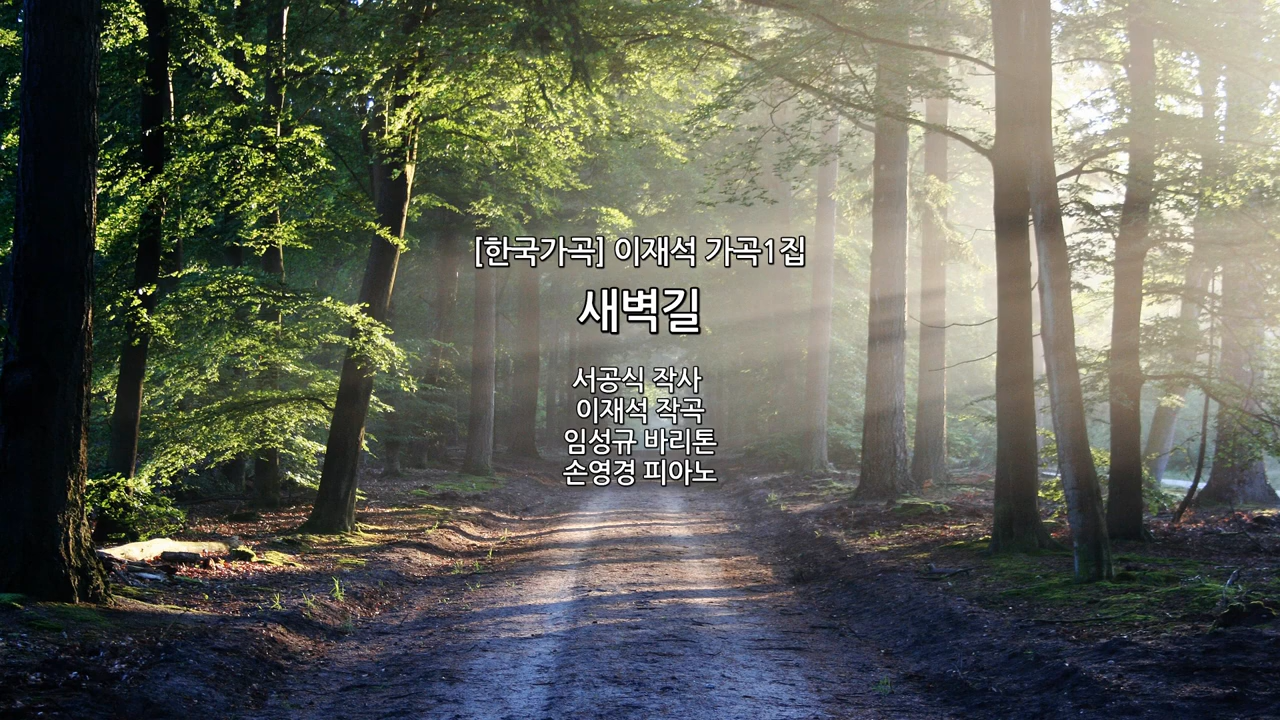 [한국가곡] 이재석 가곡1집
새벽길
서공식 작사
이재석 작곡
임성규 바리톤
손영경 피아노